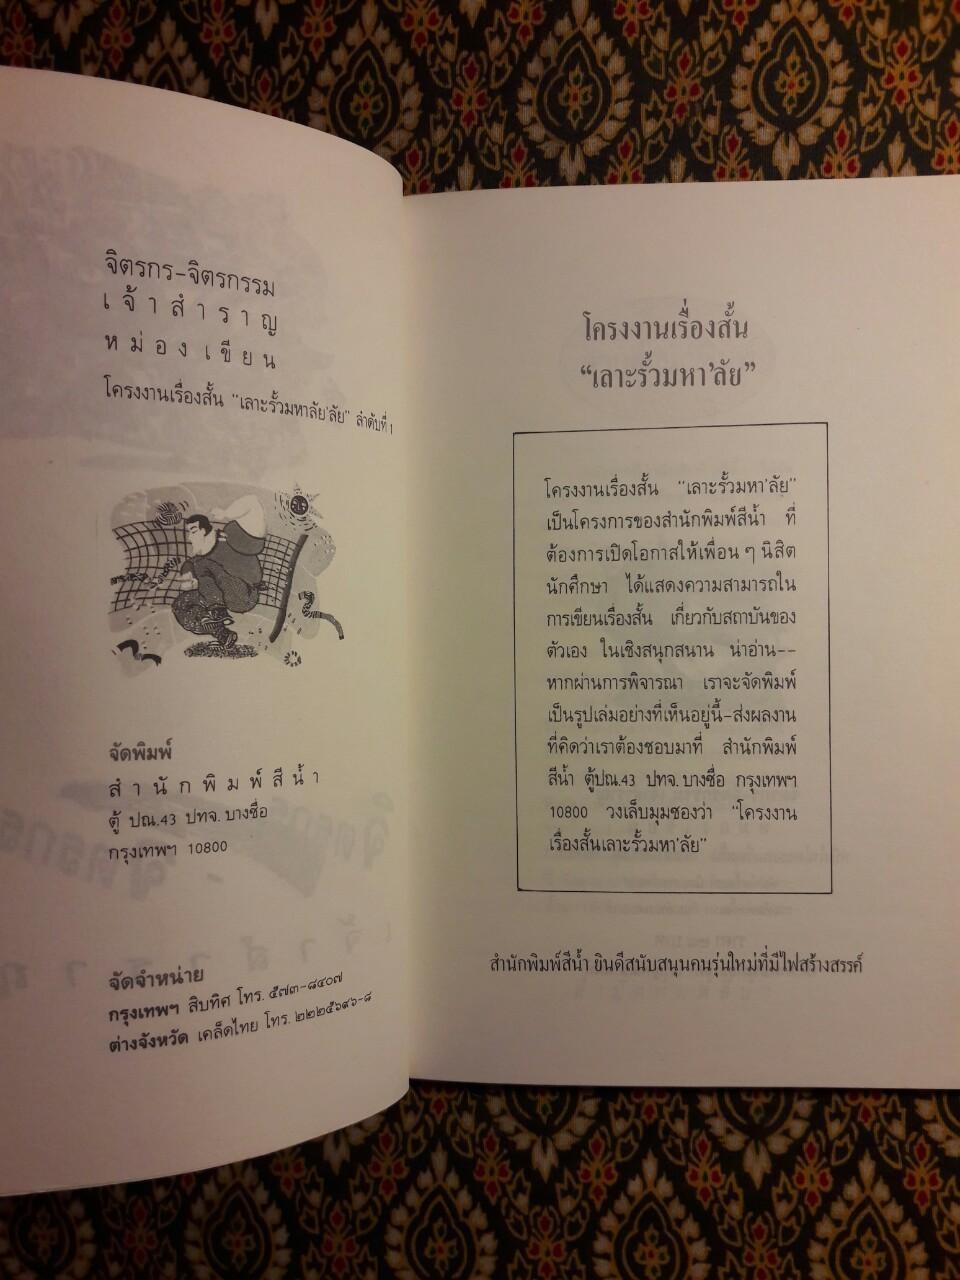 จิตรกร-จิตรกรรม
เจ้าสำราญ
หม่องเขียน
โครงงานเรื่องสั้น "เลาะรั้วมหาลัย'ลัย" ลำดับที่ 1
จัดพิมพ์
สำนักพิมพ์สีน้ำ
ตู้ ปณ.43 ปทจ.บางซื่อ
กรุงเทพฯ 10800
จัดจำหน่าย
กรุงเทพฯ สิบทิศ โทร. ๕๗๓-๘๔๐๗
ต่างจังหวัด เคล็ดไทย โทร. ๒๒๒๕๖๙๖-๘
โครงงานเรื่องสั้น
"เลาะรั้วมหา'ลัย"
โครงงานเรื่องสั้น "เลาะรั้วมหา'ลัย"
เป็นโครงการของสำนักพิมพ์สีน้ำ ที่
ต้องการเปิดโอกาสให้เพื่อน ๆ นิสิต
นักศึกษา ได้แสดงความสามารถใน
การเขียนเรื่องสั้น เกี่ยวกับสถาบันของ
ตัวเอง ในเชิงสนุกสนาน น่าอ่าน--
หากผ่านการพิจารณา เราจะจัดพิมพ์
เป็นรูปเล่มอย่างที่เห็นอยู่นี้-ส่งผลงาน
ที่คิดว่าเราต้องชอบมาที่ สำนักพิมพ์
สีน้ำ ตู้ปณ.43 ปทจ.บางซื่อ กรุงเทพฯ
10800 วงเล็บมุมซองว่า "โครงงาน
เรื่องสั้นเลาะรั้วมหา'ลัย"
สำนักพิมพ์สีน้ำ ยินดีสนับสนุนคนรุ่นใหม่ที่มีไฟสร้างสรรค์